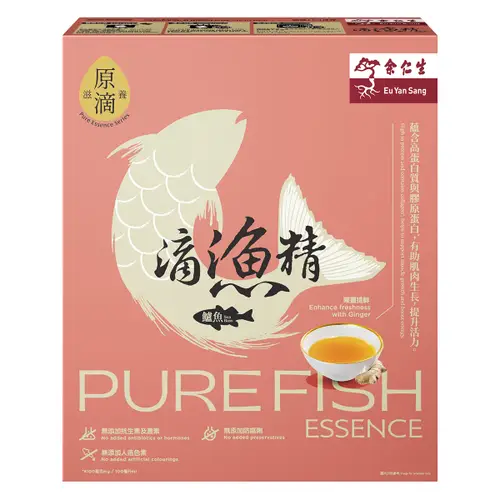 原滴
滋養
Pure Essence Series
余仁生
Eu Yan Sang
蘊含高蛋白質與膠原蛋白，有助肌肉生長，提升活力。
滴漁精
鱸魚
薑薑提鮮
Enhance freshness
with Ginger
PURE FISH
ESSENCE
無添加抗生素及激素
No added antibiotics or hormones
無添加防腐劑
No added preservatives
無添加人造色素
No added artificial colourings